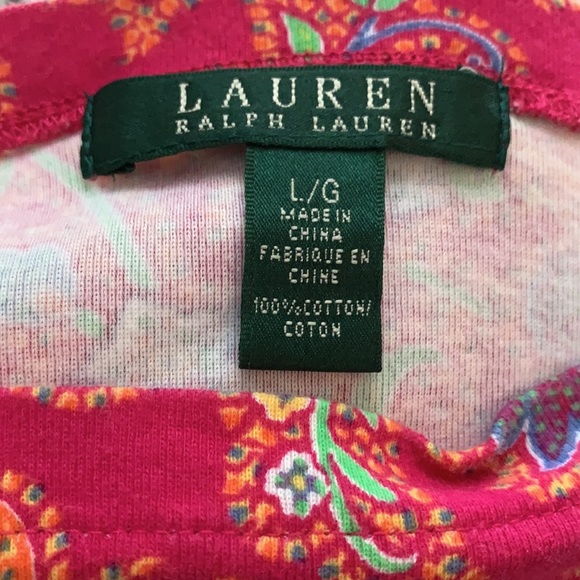 LAUREN
RALPH LAUREN
L/G
MADE IN
CHINA
FABRIQUE EN
CHINE
100%COTTON/
COTON